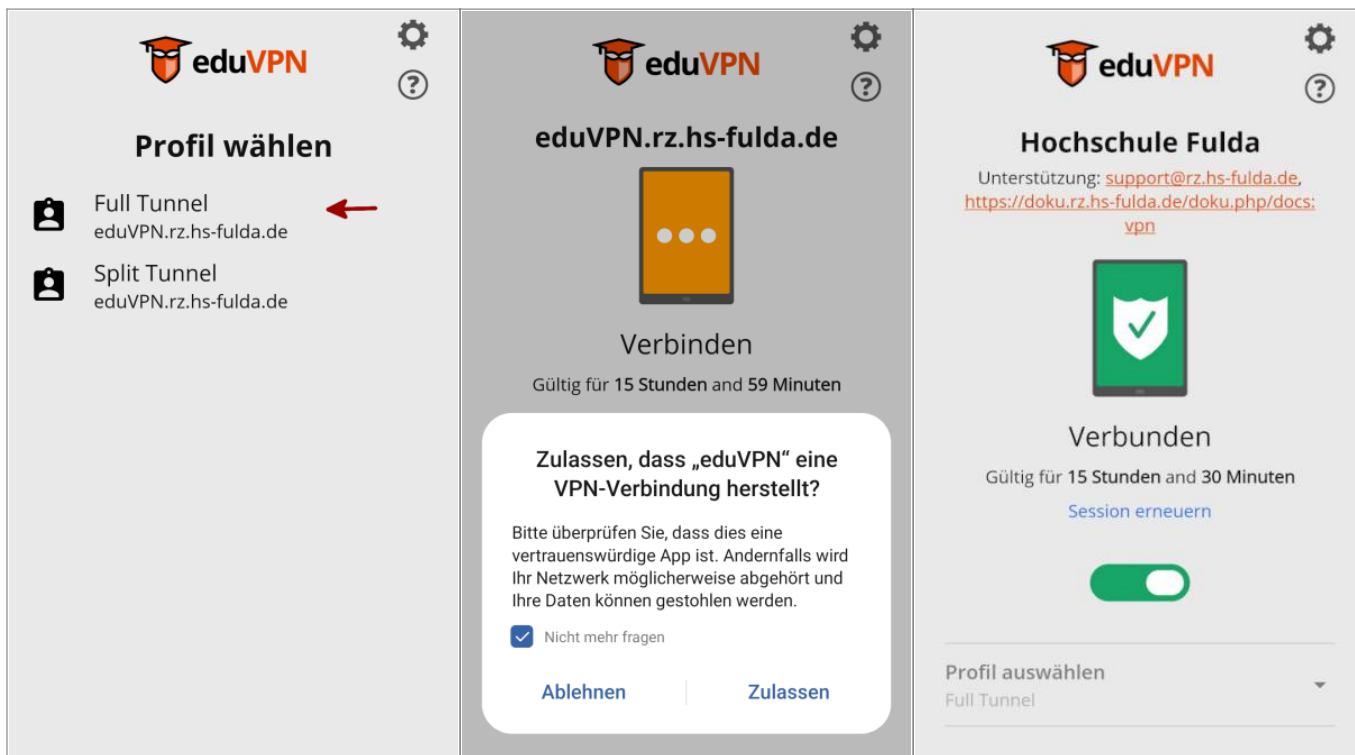 eduVPN
Profil wählen
Full Tunnel
eduVPN.rz.hs-fulda.de
Split Tunnel
eduVPN.rz.hs-fulda.de
eduVPN
eduVPN.rz.hs-fulda.de
Verbinden
Gültig für 15 Stunden and 59 Minuten
Zulassen, dass „eduVPN“ eine
VPN-Verbindung herstellt?
Bitte überprüfen Sie, dass dies eine
vertrauenswürdige App ist. Andernfalls wird
Ihr Netzwerk möglicherweise abgehört und
Ihre Daten können gestohlen werden.
Nicht mehr fragen
Ablehnen Zulassen
eduVPN
Hochschule Fulda
Unterstützung: support@rz.hs-fulda.de,
https://doku.rz.hs-fulda.de/doku.php/docs:
vpn
Verbunden
Gültig für 15 Stunden and 30 Minuten
Session erneuern
Profil auswählen
Full Tunnel